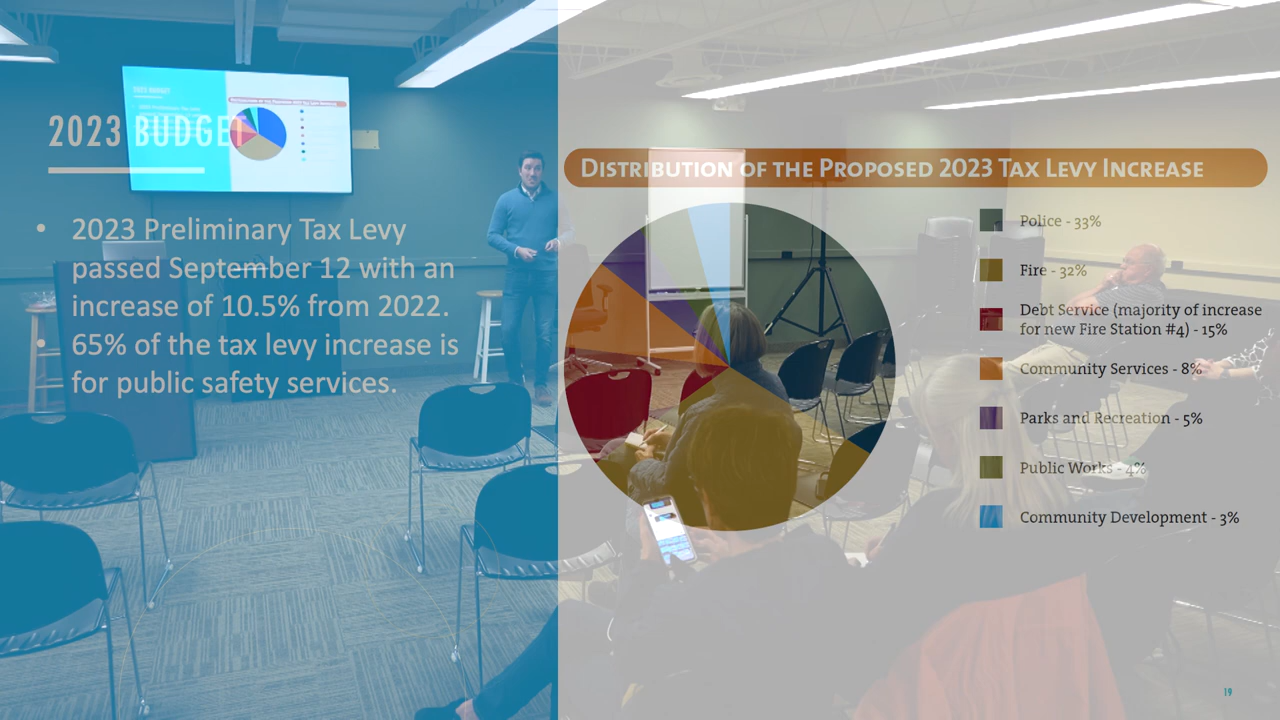 2023 BUDGET
• 2023 Preliminary Tax Levy
passed September 12 with an
increase of 10.5% from 2022.
• 65% of the tax levy increase is
for public safety services.
DISTRIBUTION OF THE PROPOSED 2023 TAX LEVY INCREASE
Police - 33%
Fire - 32%
Debt Service (majority of increase
for new Fire Station #4) - 15%
Community Services - 8%
Parks and Recreation - 5%
Public Works - 4%
Community Development - 3%
19
2023 BUDGET